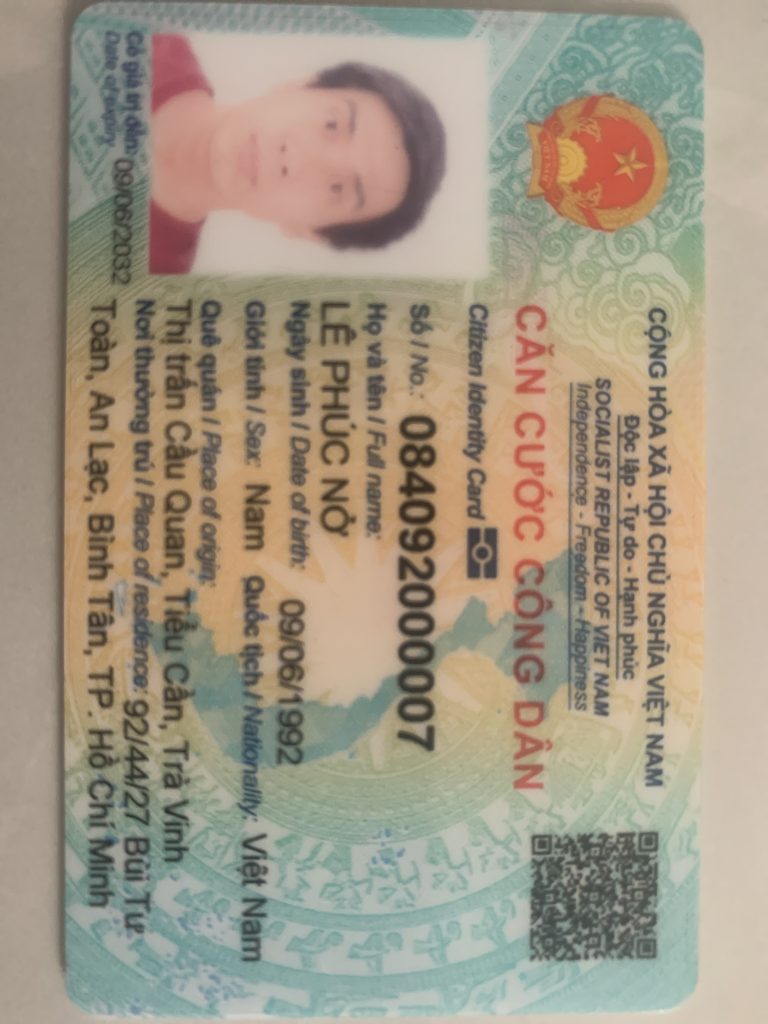 CỘNG HÒA XÃ HỘI CHỦ NGHĨA VIỆT NAM
Độc lập - Tự do - Hạnh phúc
SOCIALIST REPUBLIC OF VIET NAM
Independence - Freedom - Happiness
CĂN CƯỚC CÔNG DÂN
Citizen Identity Card
Số / No.: 084092000007
Họ và tên / Full name:
LÊ PHÚC NỞ
Ngày sinh / Date of birth: 09/06/1992
Giới tính / Sex: Nam Quốc tịch / Nationality: Việt Nam
Quê quán / Place of origin:
Thị trấn Cầu Quan, Tiểu Cần, Trà Vinh
Nơi thường trú / Place of residence: 92/44/27 Bùi Tư
Toàn, An Lạc, Bình Tân, TP. Hồ Chí Minh
Có giá trị đến: 09/06/2032
Date of expiry